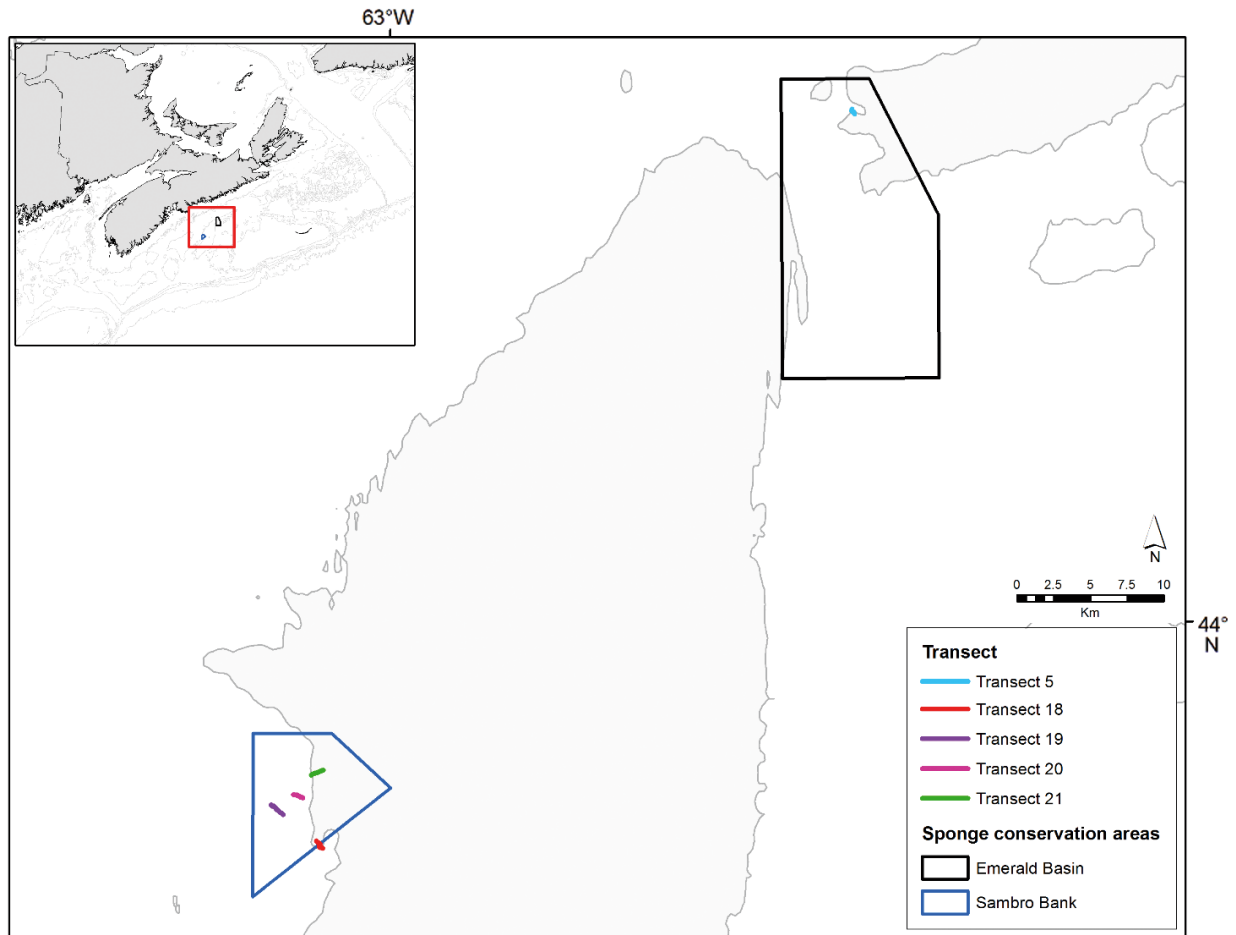 63°W
N
0 2.5 5 7.5 10
Km
44°
N
Transect
Transect 5
Transect 18
Transect 19
Transect 20
Transect 21
Sponge conservation areas
Emerald Basin
Sambro Bank